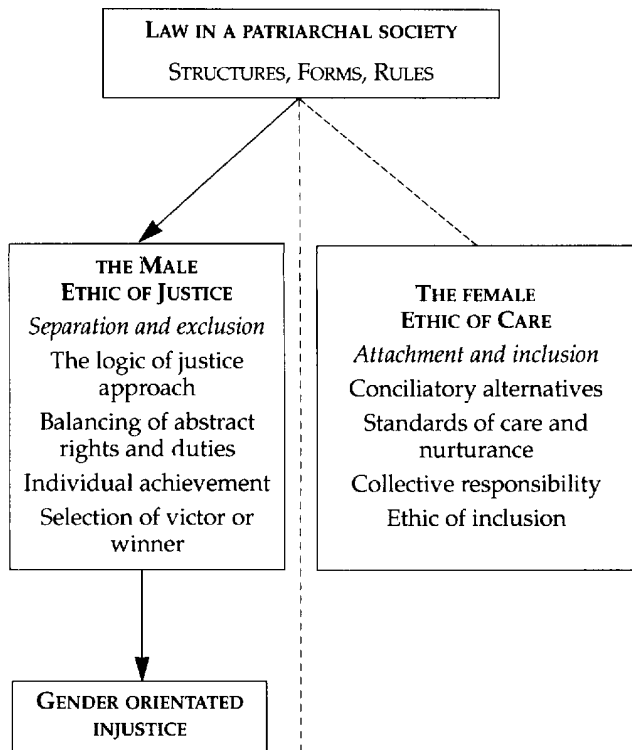 LAW IN A PATRIARCHAL SOCIETY
STRUCTURES, FORMS, RULES
THE MALE
ETHIC OF JUSTICE
Separation and exclusion
The logic of justice
approach
Balancing of abstract
rights and duties
Individual achievement
Selection of victor or
winner
THE FEMALE
ETHIC OF CARE
Attachment and inclusion
Conciliatory alternatives
Standards of care and
nurturance
Collective responsibility
Ethic of inclusion
GENDER ORIENTATED
INJUSTICE